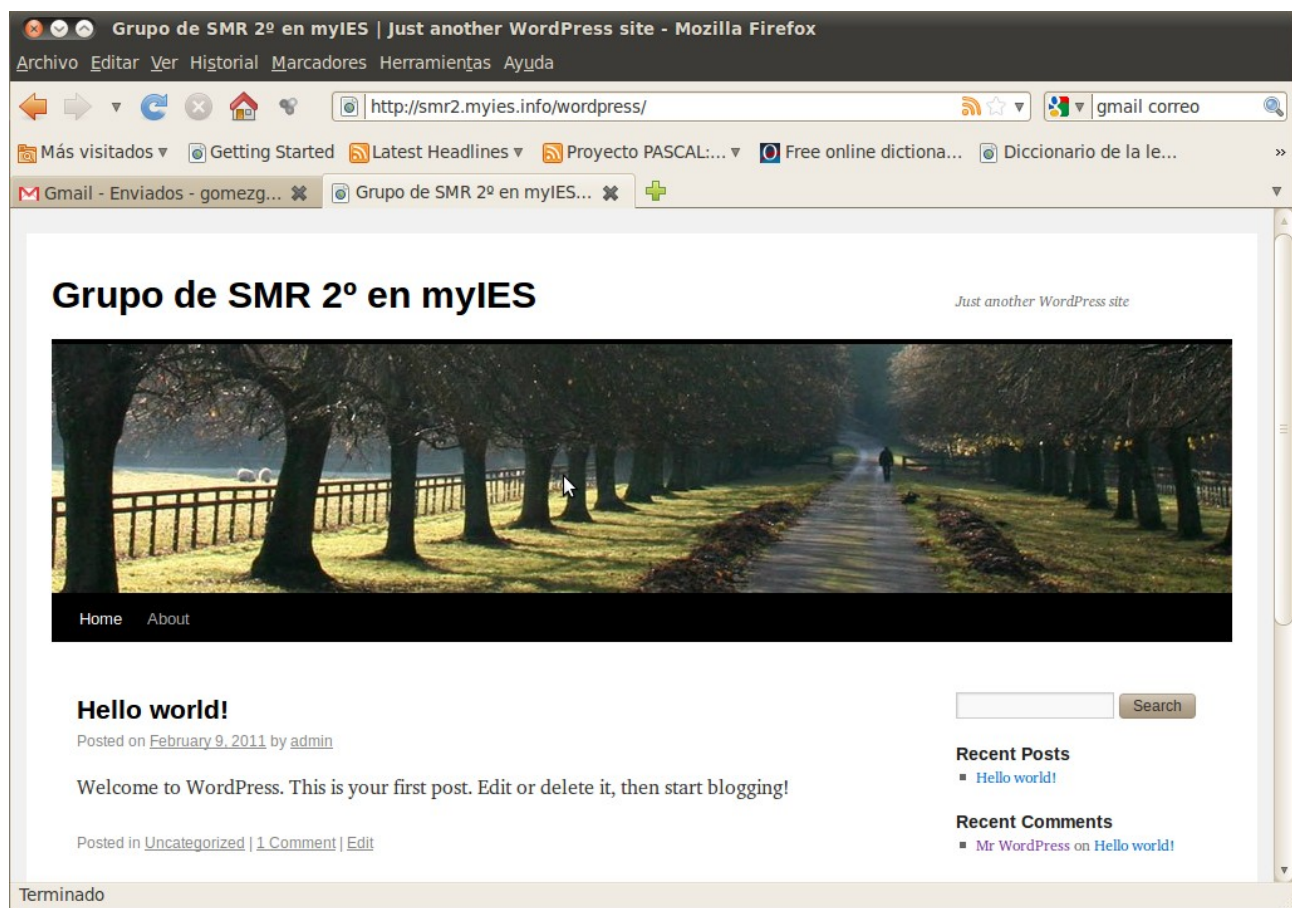 Grupo de SMR 2º en myIES | Just another WordPress site - Mozilla Firefox
Archivo Editar Ver Historial Marcadores Herramientas Ayuda
http://smr2.myies.info/wordpress/ gmail correo
Más visitados Getting Started Latest Headlines Proyecto PASCAL:... Free online dictiona... Diccionario de la le... »
Gmail - Enviados - gomezg... Grupo de SMR 2º en myIES...
Grupo de SMR 2º en myIES
Just another WordPress site
Home About
Hello world!
Posted on February 9, 2011 by admin
Welcome to WordPress. This is your first post. Edit or delete it, then start blogging!
Posted in Uncategorized | 1 Comment | Edit
Search
Recent Posts
Hello world!
Recent Comments
Mr WordPress on Hello world!
Terminado